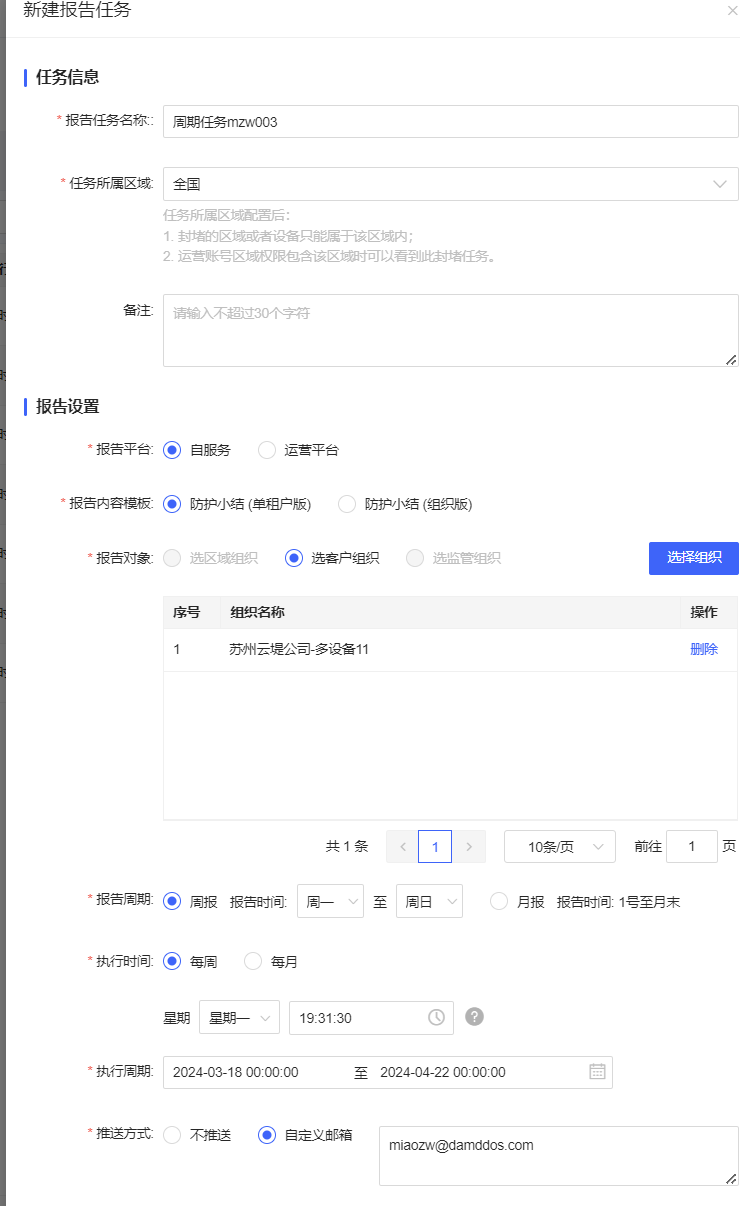 新建报告任务
任务信息
* 报告任务名称:: 周期任务mzw003
* 任务所属区域: 全国
任务所属区域配置后:
1. 封堵的区域或者设备只能属于该区域内;
2. 运营账号区域权限包含该区域时可以看到此封堵任务。
备注: 请输入不超过30个字符
报告设置
* 报告平台: 自服务 运营平台
* 报告内容模板: 防护小结 (单租户版) 防护小结 (组织版)
* 报告对象: 选区域组织 选客户组织 选监管组织 选择组织
序号 组织名称 操作
1 苏州云堤公司-多设备11 删除
共 1 条 1 10条/页 前往 1 页
* 报告周期: 周报 报告时间: 周一 至 周日 月报 报告时间: 1号至月末
* 执行时间: 每周 每月
星期 星期一 19:31:30
* 执行周期: 2024-03-18 00:00:00 至 2024-04-22 00:00:00
* 推送方式: 不推送 自定义邮箱 miaozw@damddos.com